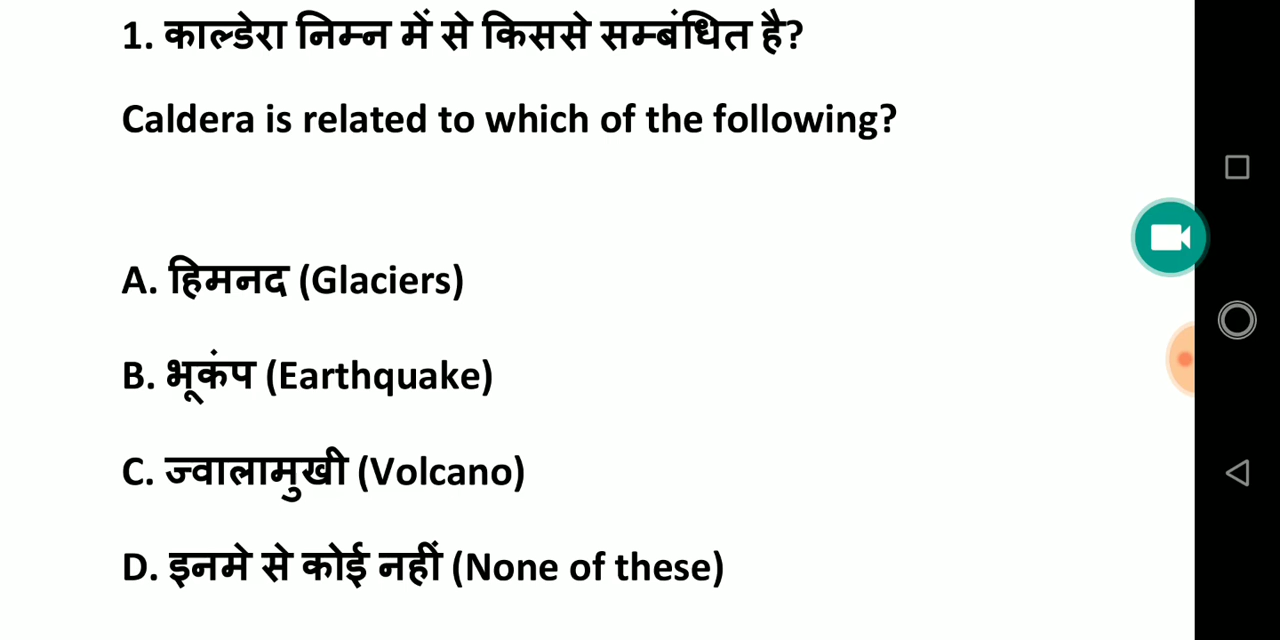 1. काल्डेरा निम्न में से किससे सम्बंधित है?
Caldera is related to which of the following?
A. हिमनद (Glaciers)
B. भूकंप (Earthquake)
C. ज्वालामुखी (Volcano)
D. इनमे से कोई नहीं (None of these)